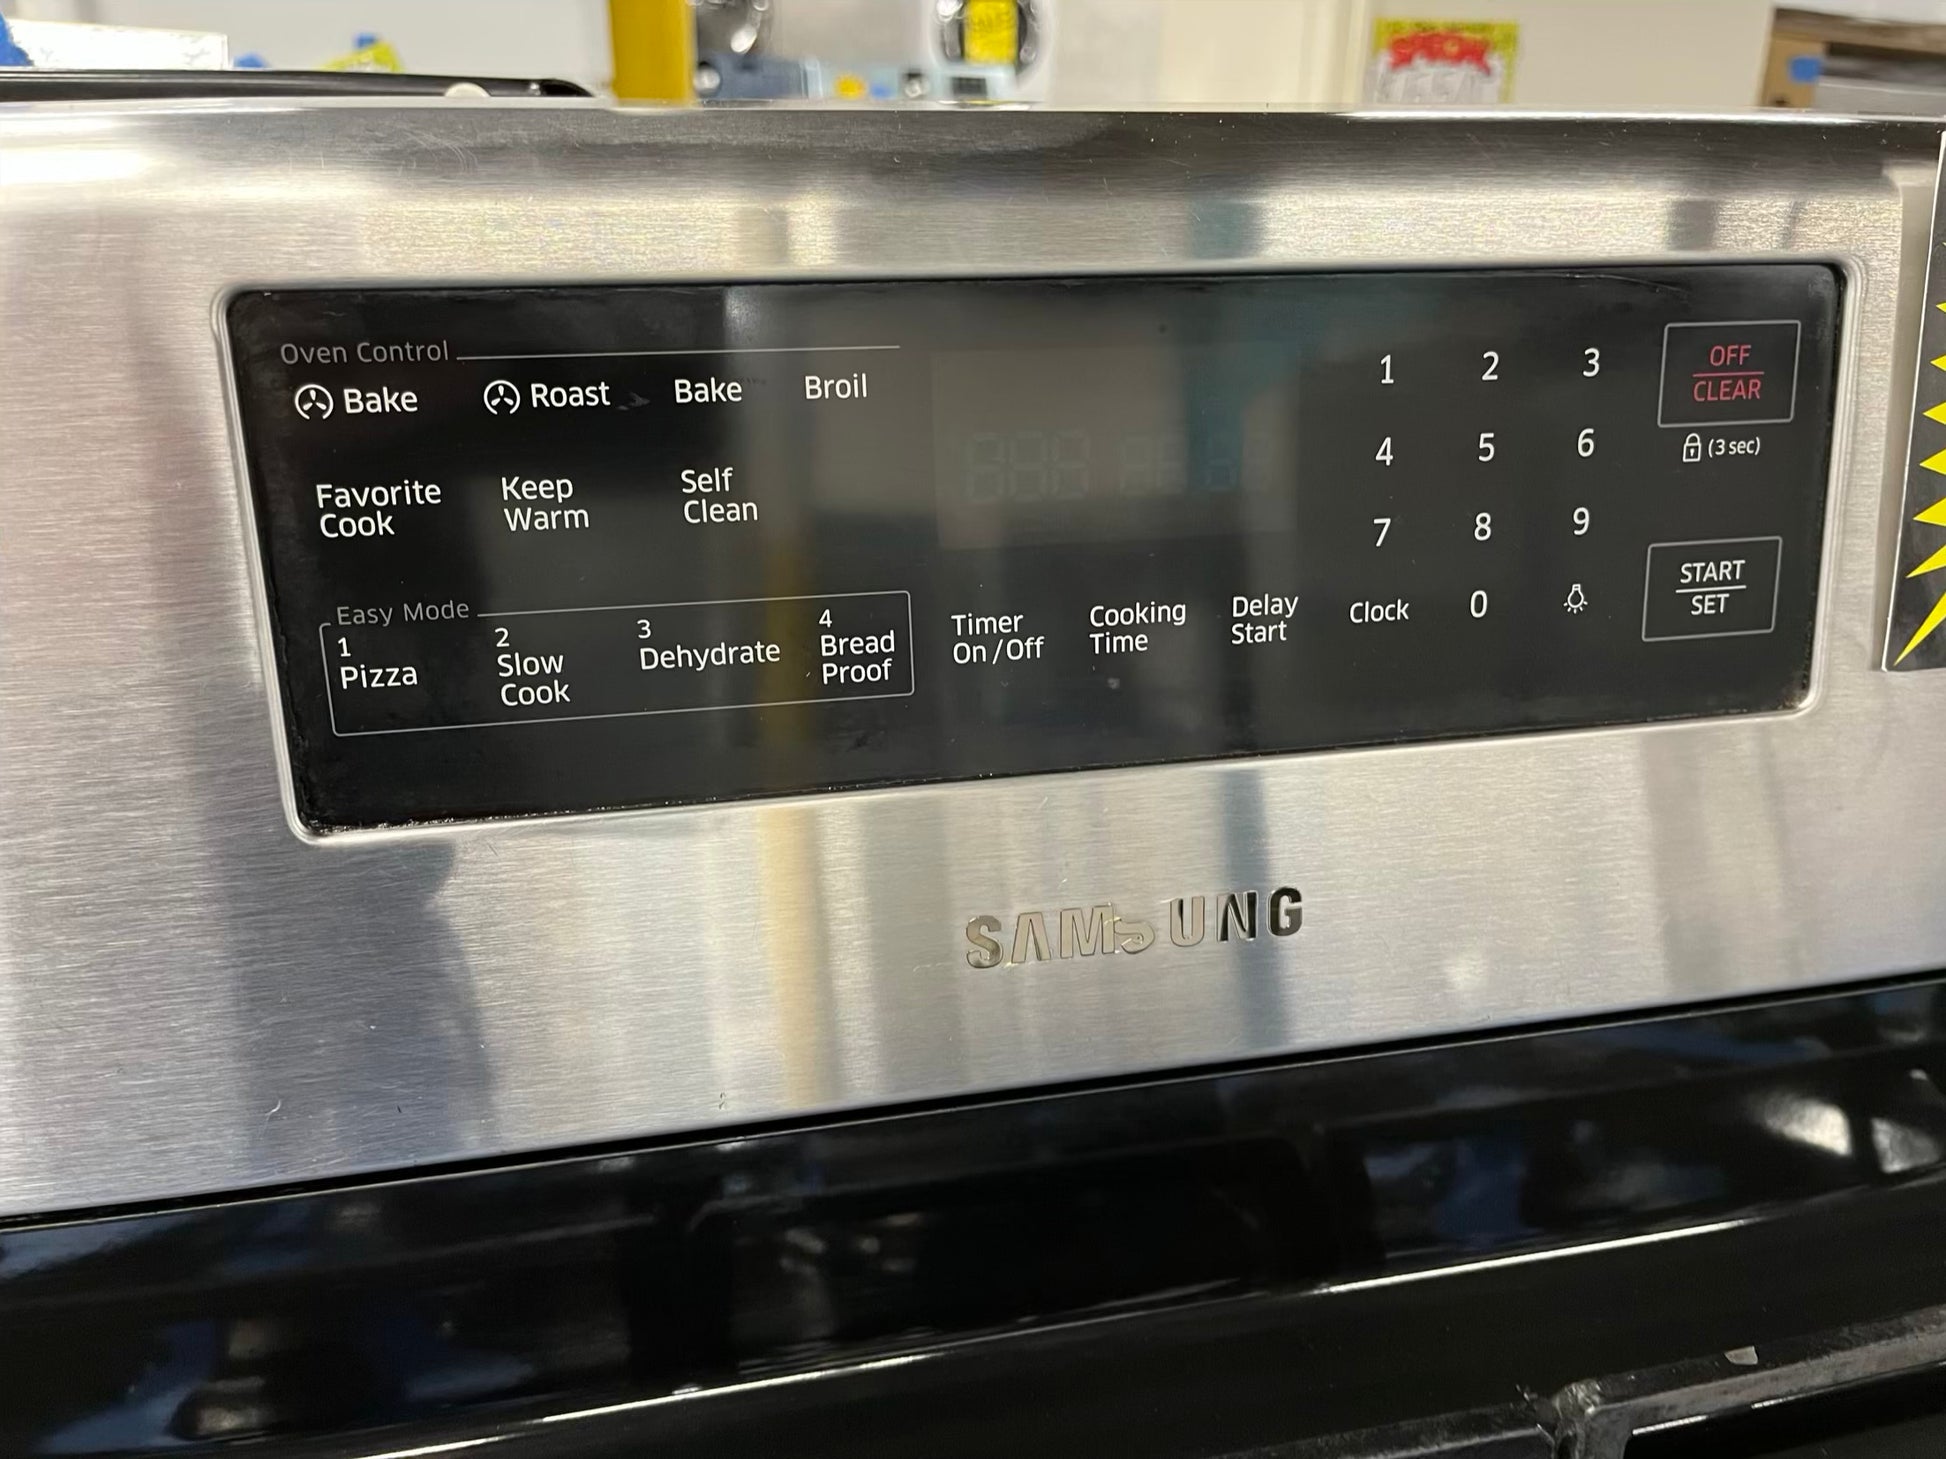 SPECIAL
Oven Control
Bake Roast Bake Broil
Favorite Cook
Keep Warm
Self Clean
Easy Mode
1 Pizza
2 Slow Cook
3 Dehydrate
4 Bread Proof
Timer On/Off
Cooking Time
Delay Start
Clock
1 2 3
4 5 6
7 8 9
0
OFF
CLEAR
(3 sec)
START
SET
SAMSUNG